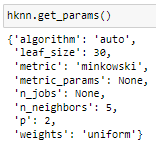 hknn.get_params()
{'algorithm': 'auto',
'leaf_size': 30,
'metric': 'minkowski',
'metric_params': None,
'n_jobs': None,
'n_neighbors': 5,
'p': 2,
'weights': 'uniform'}